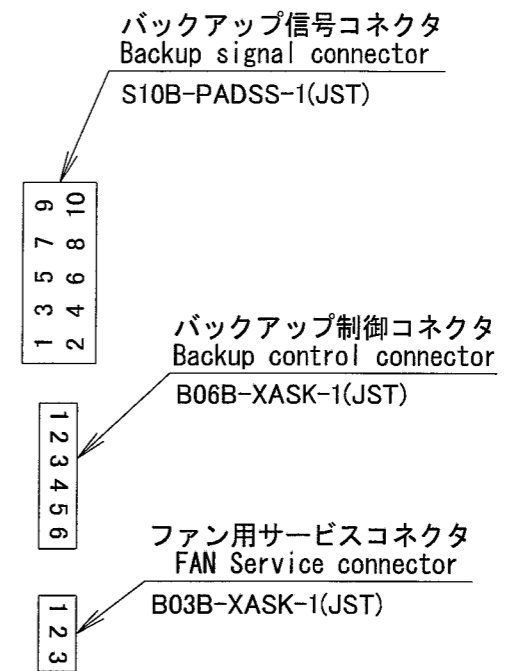 バックアップ信号コネクタ
Backup signal connector
S10B-PADSS-1(JST)
1 3 5 7 9
2 4 6 8 10
バックアップ制御コネクタ
Backup control connector
B06B-XASK-1(JST)
1 2 3 4 5 6
ファン用サービスコネクタ
FAN Service connector
B03B-XASK-1(JST)
1 2 3